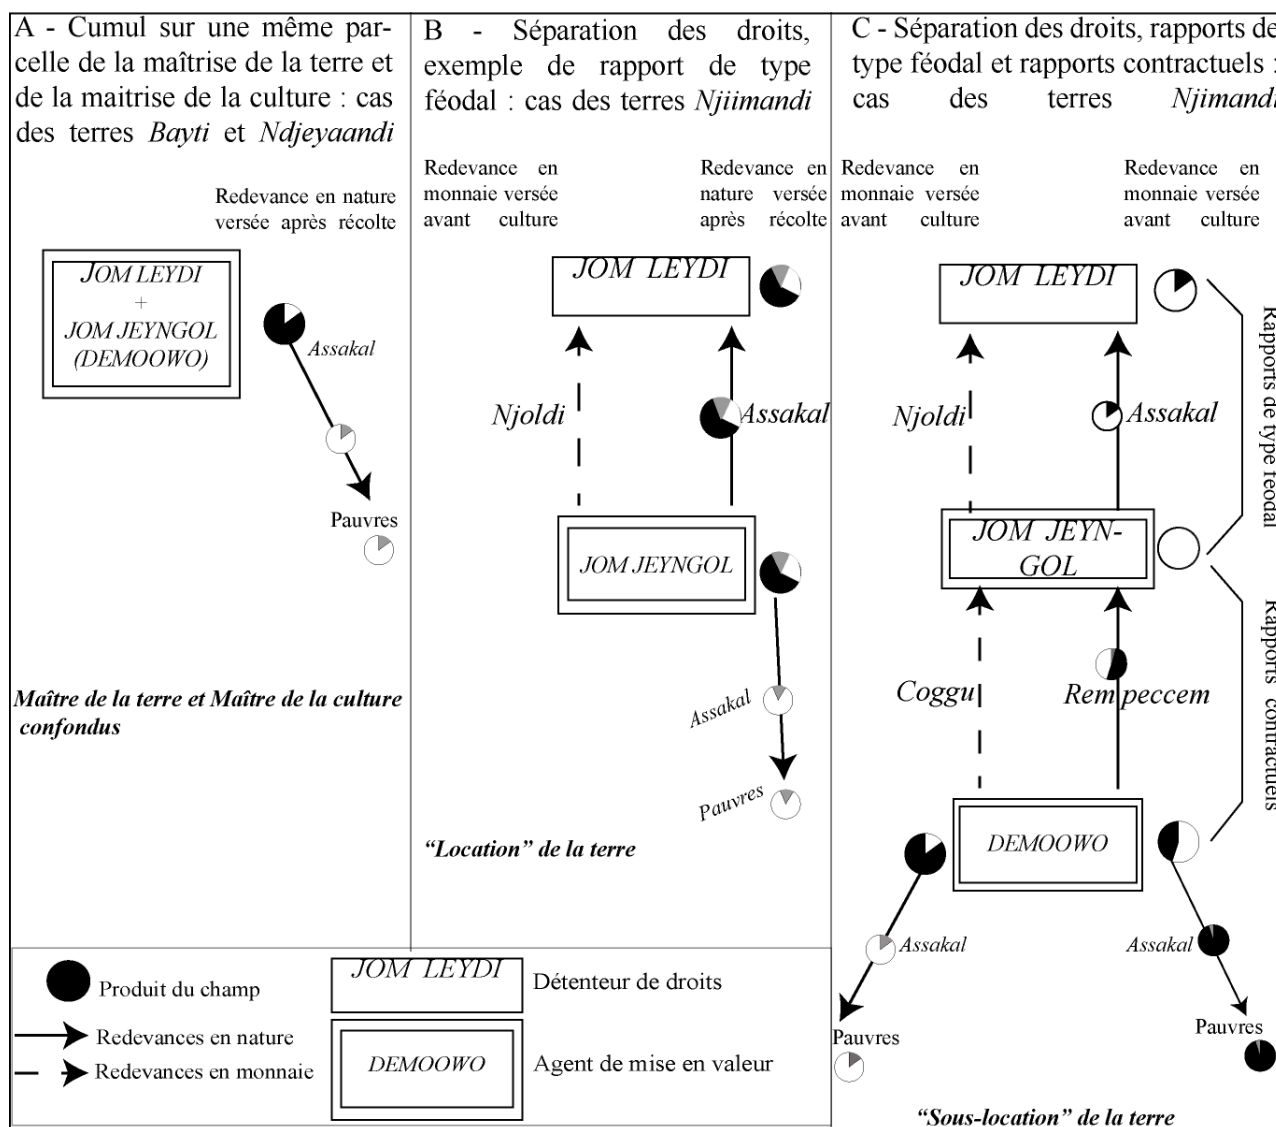 A - Cumul sur une même par-
celle de la maîtrise de la terre et
de la maitrise de la culture : cas
des terres Bayti et Ndjeyaandi
Redevance en nature
versée après récolte
JOM LEYDI
+
JOM JEYNGOL
(DEMOOWO)
Assakal
Pauvres
Maître de la terre et Maître de la culture
confondus
B - Séparation des droits,
exemple de rapport de type
féodal : cas des terres Njiimandi
Redevance en
monnaie versée
avant culture
Redevance en
nature versée
après récolte
JOM LEYDI
Njoldi
Assakal
JOM JEYNGOL
Assakal
Pauvres
“Location” de la terre
C - Séparation des droits, rapports de
type féodal et rapports contractuels :
cas des terres Njimandi
Redevance en
monnaie versée
avant culture
Redevance en
monnaie versée
avant culture
JOM LEYDI
Njoldi
Assakal
Rapports de type feodal
JOM JEYN-
GOL
Coggu
Rem peccem
Rapports contractuels
DEMOOWO
Assakal
Assakal
Pauvres
Pauvres
“Sous-location” de la terre
Produit du champ
Redevances en nature
Redevances en monnaie
JOM LEYDI
Détenteur de droits
DEMOOWO
Agent de mise en valeur